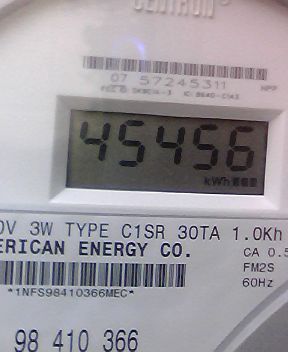 CENTRON
07 57245311
45456
kWh
0V 3W TYPE C1SR 30TA 1.0Kh
ERICAN ENERGY CO.
CA 0.5
*1NFS98410366MEC*
FM2S
60Hz
98 410 366